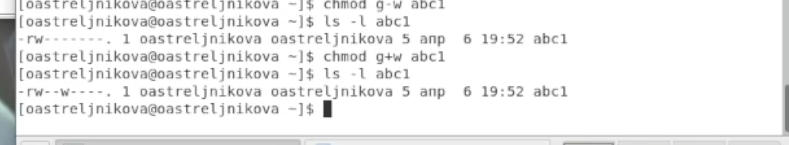 [oastreljnikova@oastreljnikova ~]$ chmod g-w abc1
[oastreljnikova@oastreljnikova ~]$ ls -l abc1
-rw-------. 1 oastreljnikova oastreljnikova 5 апр  6 19:52 abc1
[oastreljnikova@oastreljnikova ~]$ chmod g+w abc1
[oastreljnikova@oastreljnikova ~]$ ls -l abc1
-rw--w----. 1 oastreljnikova oastreljnikova 5 апр  6 19:52 abc1
[oastreljnikova@oastreljnikova ~]$